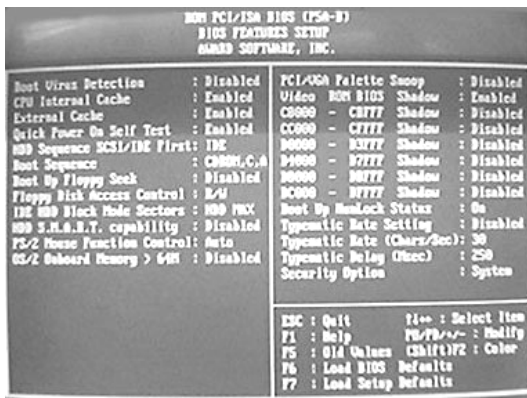 ROM PCI/ISA BIOS (P5A-B)
BIOS FEATURES SETUP
AWARD SOFTWARE, INC.
Boot Virus Detection : Disabled
CPU Internal Cache : Enabled
External Cache : Enabled
Quick Power On Self Test : Enabled
HDD Sequence SCSI/IDE First: IDE
Boot Sequence : CDROM,C,A
Boot Up Floppy Seek : Disabled
Floppy Disk Access Control : R/W
IDE HDD Block Mode Sectors : HDD MAX
HDD S.M.A.R.T. capability : Disabled
PS/2 Mouse Function Control: Auto
OS/2 Onboard Memory > 64M : Disabled
PCI/VGA Palette Snoop : Disabled
Video ROM BIOS Shadow : Enabled
C8000 - CBFFF Shadow : Disabled
CC000 - CFFFF Shadow : Disabled
D0000 - D3FFF Shadow : Disabled
D4000 - D7FFF Shadow : Disabled
D8000 - DBFFF Shadow : Disabled
DC000 - DFFFF Shadow : Disabled
Boot Up NumLock Status : On
Typematic Rate Setting : Disabled
Typematic Rate (Chars/Sec): 30
Typematic Delay (Msec) : 250
Security Option : System
ESC : Quit ↑↓→← : Select Item
F1 : Help PU/PD/+/- : Modify
F5 : Old Values (Shift)F2 : Color
F6 : Load BIOS Defaults
F7 : Load Setup Defaults